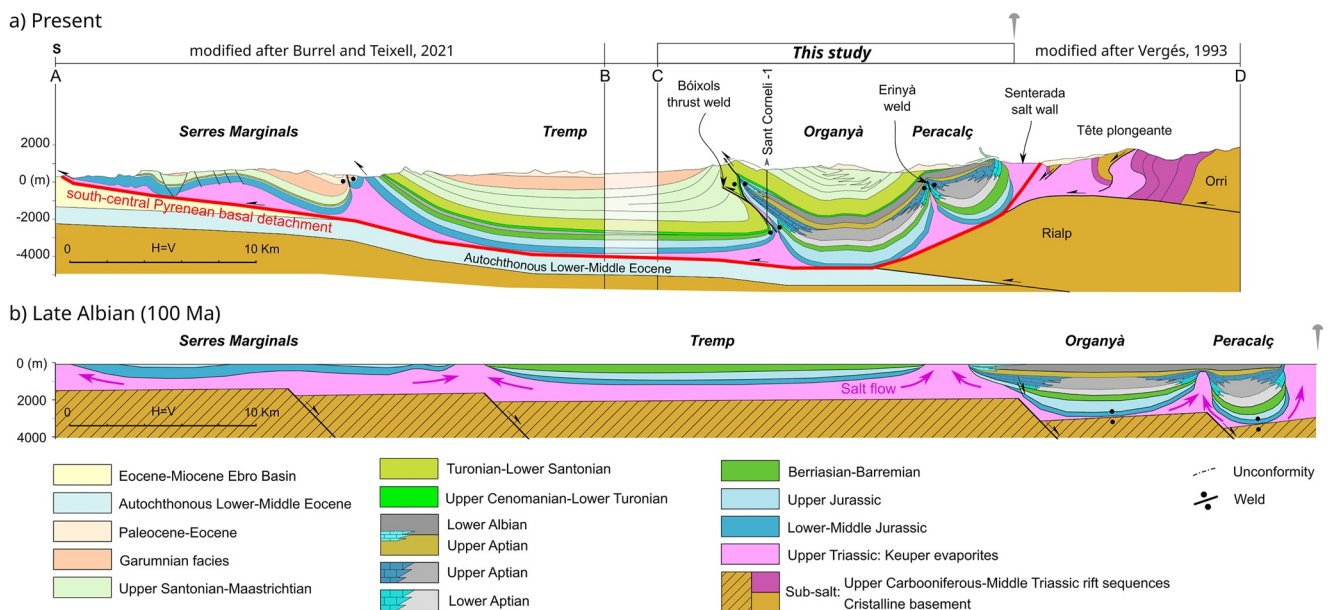 a) Present
S
modified after Burrel and Teixell, 2021
This study
modified after Vergés, 1993
A
B
C
D
Bóixols
thrust weld
Sant Corneli -1
Erinyà
weld
Senterada
salt wall
Serres Marginals
Tremp
Organyà
Peracalç
Tête plongeante
2000
0 (m)
-2000
-4000
south-central Pyrenean basal detachment
Orri
Rialp
0 H=V 10 Km
Autochthonous Lower-Middle Eocene
b) Late Albian (100 Ma)
Serres Marginals
Tremp
Organyà
Peracalç
0 (m)
2000
4000
Salt flow
0 H=V 10 Km
Eocene-Miocene Ebro Basin
Autochthonous Lower-Middle Eocene
Paleocene-Eocene
Garumnian facies
Upper Santonian-Maastrichtian
Turonian-Lower Santonian
Upper Cenomanian-Lower Turonian
Lower Albian
Upper Aptian
Upper Aptian
Lower Aptian
Berriasian-Barremian
Upper Jurassic
Lower-Middle Jurassic
Upper Triassic: Keuper evaporites
Sub-salt: Upper Carbooniferous-Middle Triassic rift sequences
Cristalline basement
Unconformity
Weld